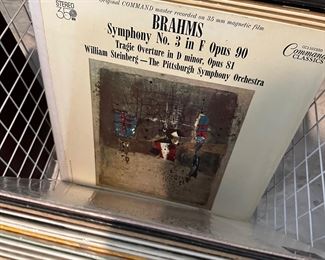 STEREO
original COMMAND master recorded on 35 mm magnetic film
BRAHMS
Symphony No. 3 in F Opus 90
Tragic Overture in D minor, Opus 81
William Steinberg — The Pittsburgh Symphony Orchestra
Command
CLASSICS